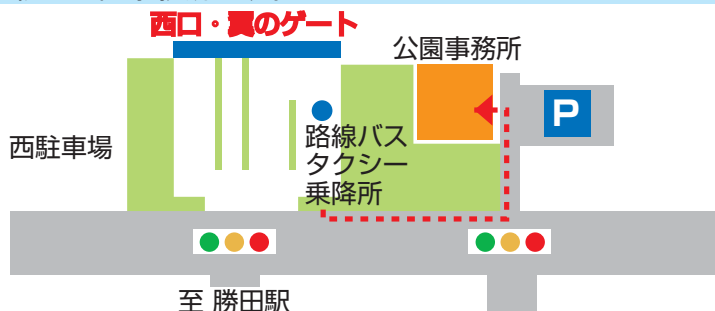 西口・翼のゲート
公園事務所
P
西駐車場
路線バス
タクシー
乗降所
至 勝田駅